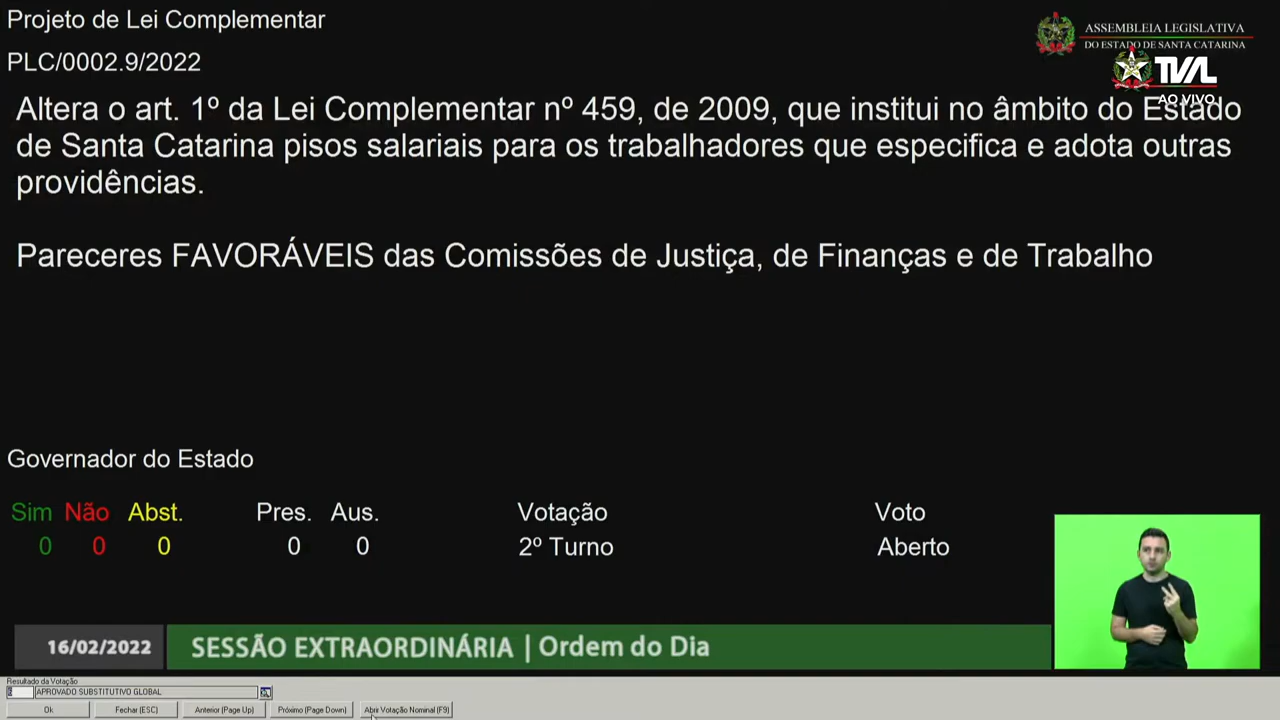 Projeto de Lei Complementar
ASSEMBLEIA LEGISLATIVA
DO ESTADO DE SANTA CATARINA
PLC/0002.9/2022
TVAL
AO VIVO
Altera o art. 1º da Lei Complementar nº 459, de 2009, que institui no âmbito do Estado
de Santa Catarina pisos salariais para os trabalhadores que especifica e adota outras
providências.
Pareceres FAVORÁVEIS das Comissões de Justiça, de Finanças e de Trabalho
Governador do Estado
Sim Não Abst. Pres. Aus. Votação Voto
0 0 0 0 0 2º Turno Aberto
16/02/2022 SESSÃO EXTRAORDINÁRIA | Ordem do Dia
Resultado da Votação
APROVADO SUBSTITUTIVO GLOBAL
Ok Fechar (ESC) Anterior (Page Up) Próximo (Page Down) Abrir Votação Nominal (F9)